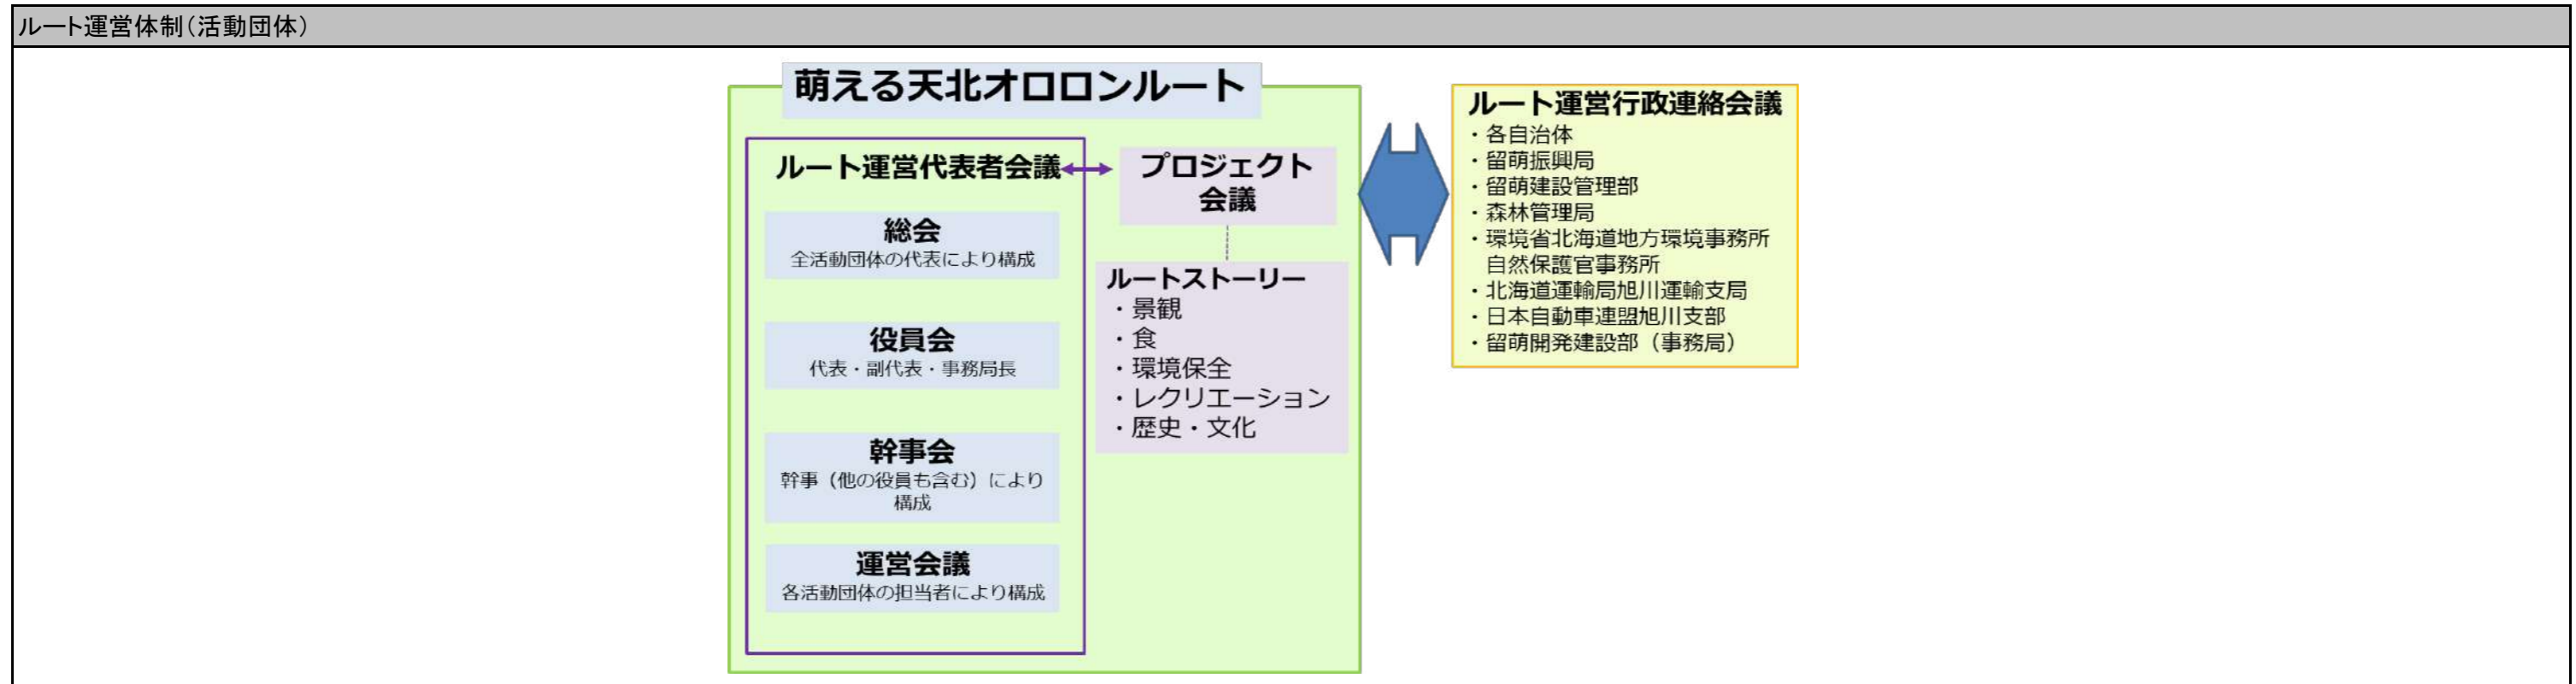 ルート運営体制(活動団体)
萌える天北オロロンルート
ルート運営代表者会議
総会
全活動団体の代表により構成
役員会
代表・副代表・事務局長
幹事会
幹事（他の役員も含む）により
構成
運営会議
各活動団体の担当者により構成
プロジェクト
会議
ルートストーリー
・景観
・食
・環境保全
・レクリエーション
・歴史・文化
ルート運営行政連絡会議
・各自治体
・留萌振興局
・留萌建設管理部
・森林管理局
・環境省北海道地方環境事務所
自然保護官事務所
・北海道運輸局旭川運輸支局
・日本自動車連盟旭川支部
・留萌開発建設部（事務局）